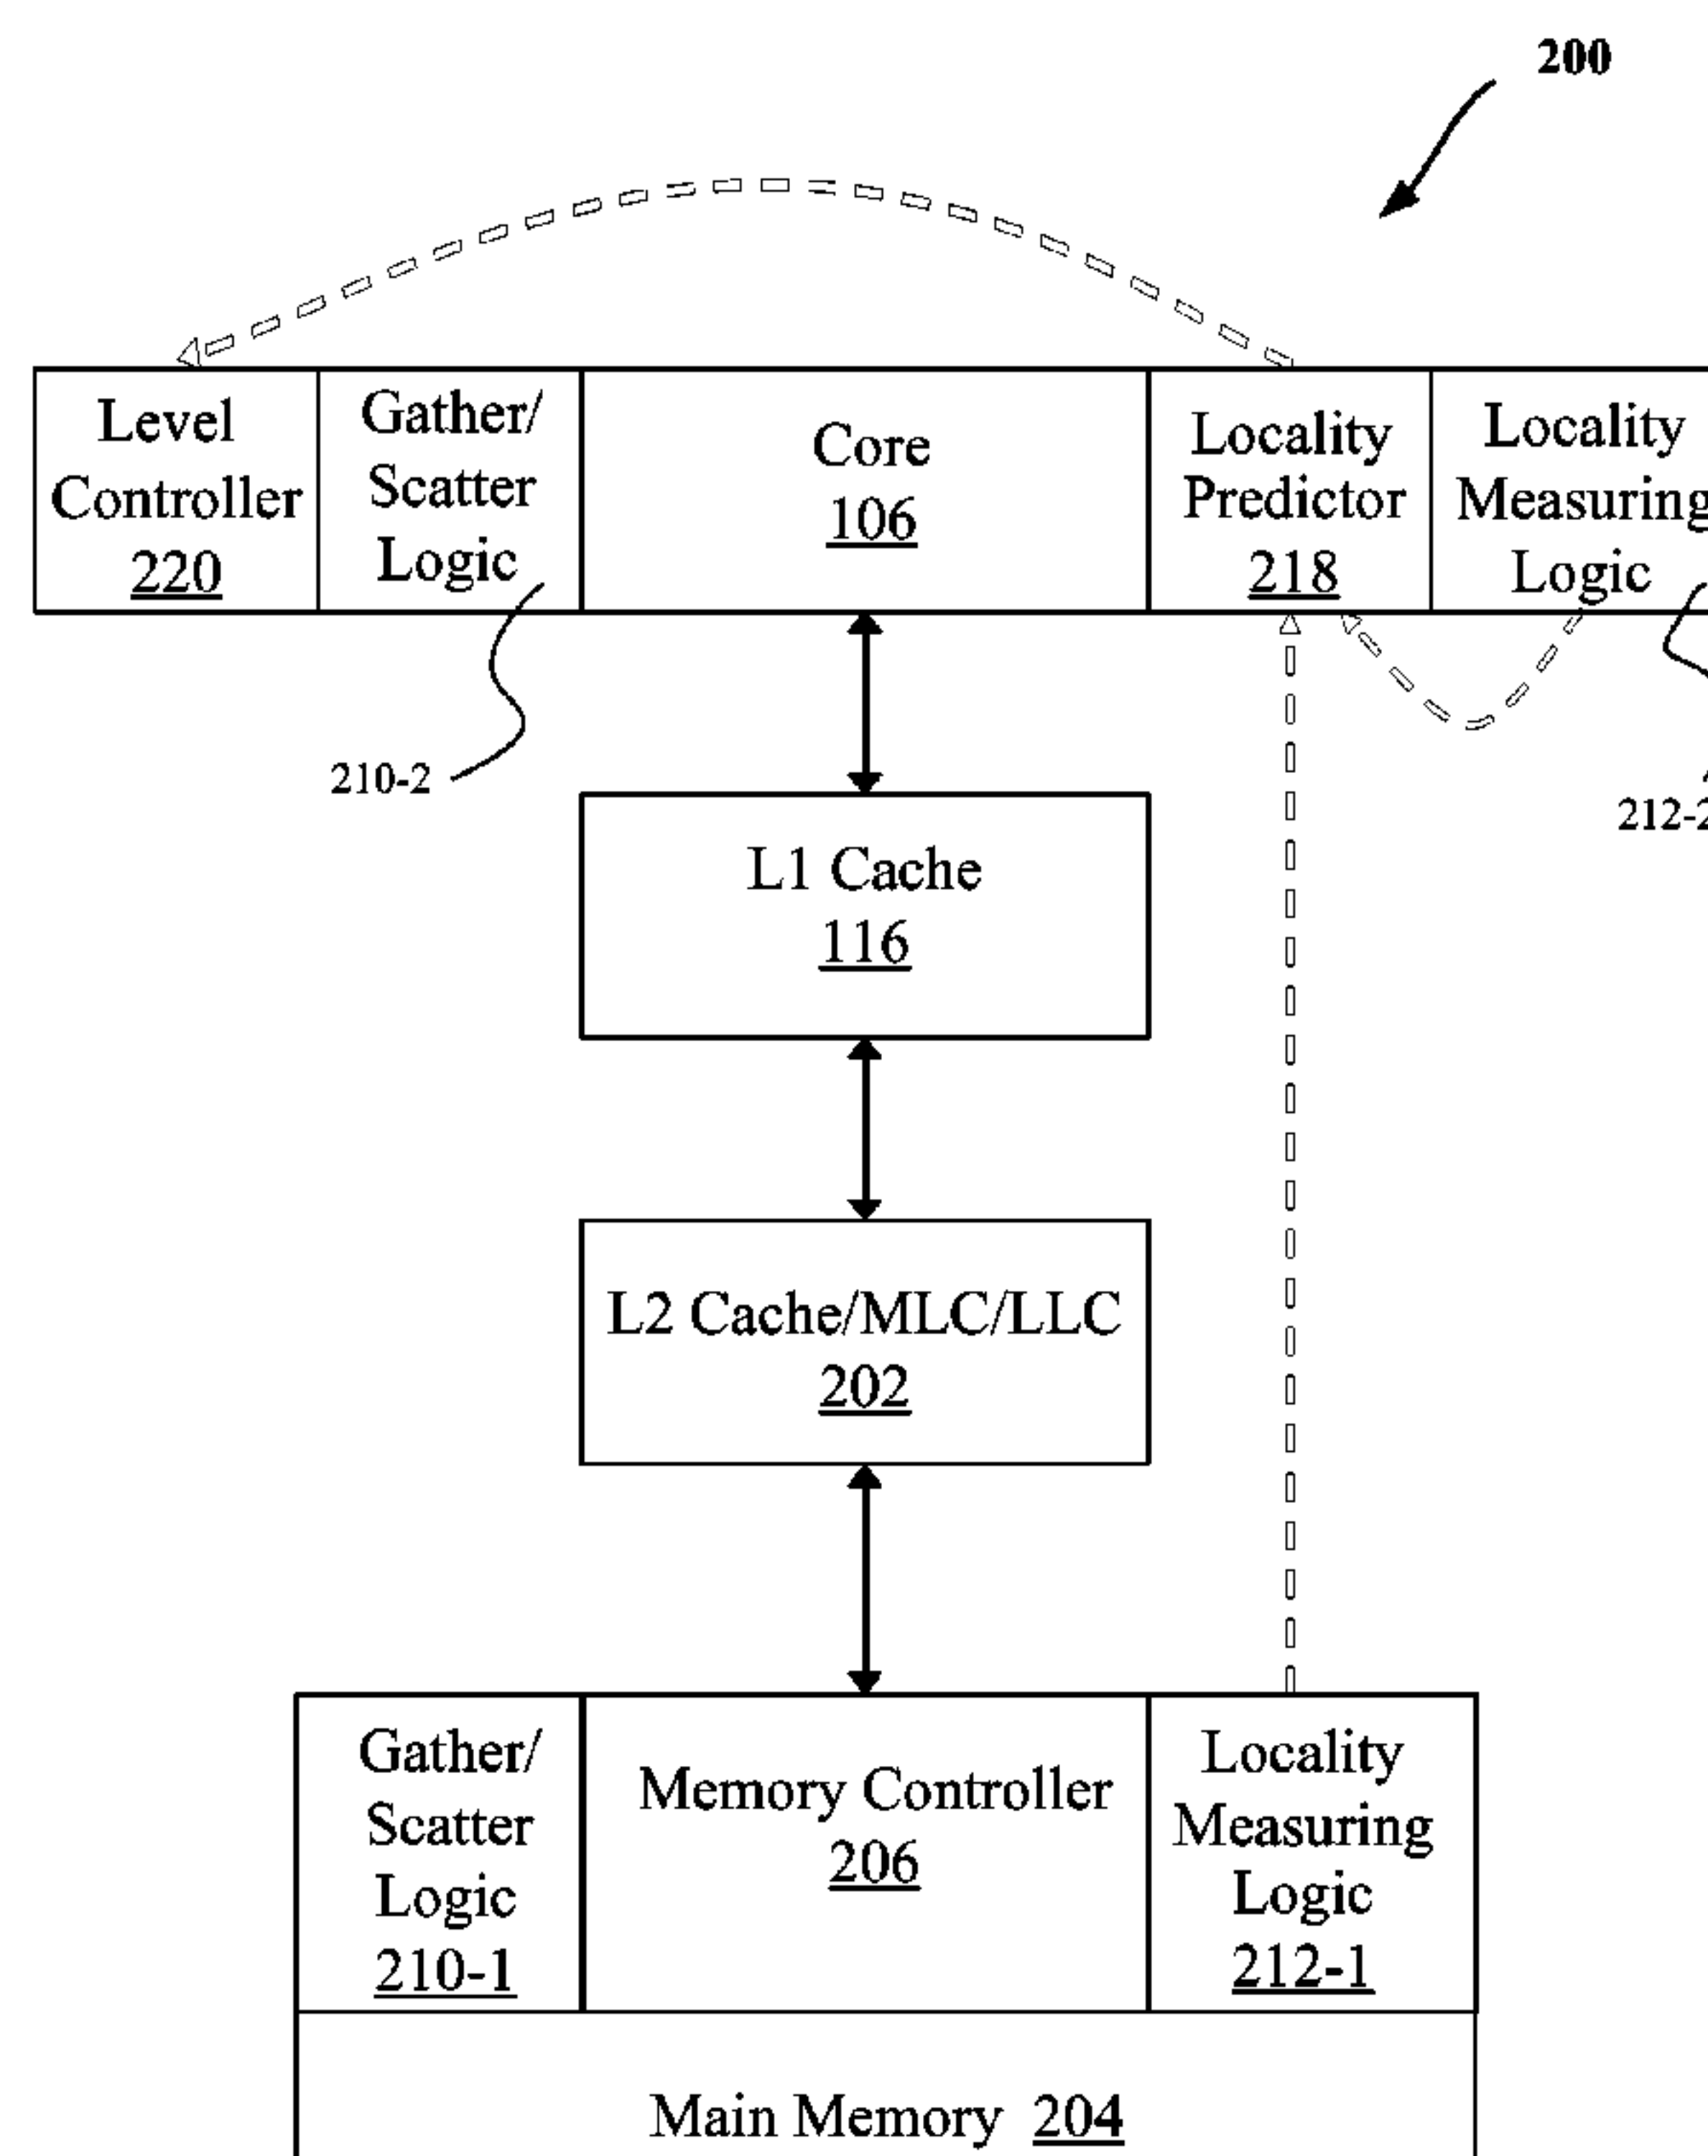 200
Level
Controller
220
Gather/
Scatter
Logic
Core
106
Locality
Predictor
218
Locality
Measuring
Logic
210-2
212-2
L1 Cache
116
L2 Cache/MLC/LLC
202
Gather/
Scatter
Logic
210-1
Memory Controller
206
Locality
Measuring
Logic
212-1
Main Memory 204